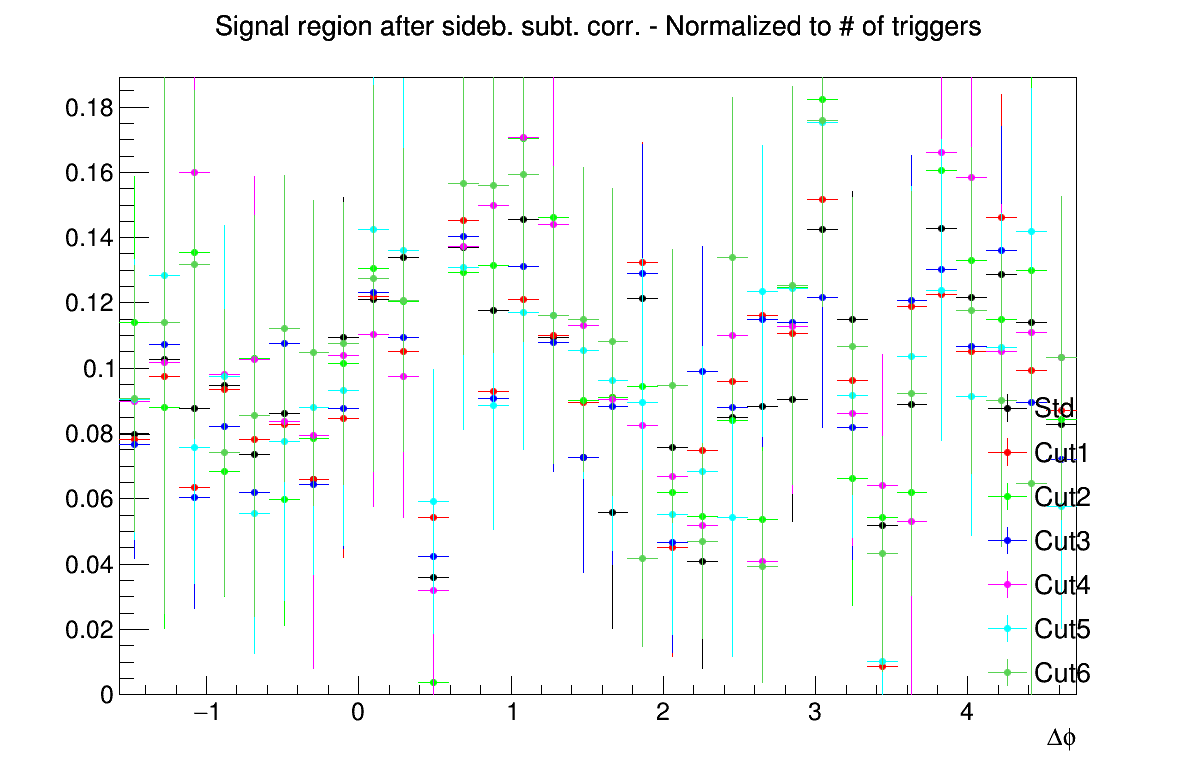 Signal region after sideb. subt. corr. - Normalized to # of triggers
0.18
0.16
0.14
0.12
0.1
0.08
0.06
0.04
0.02
0
−1
0
1
2
3
4
Δϕ
Std
Cut1
Cut2
Cut3
Cut4
Cut5
Cut6